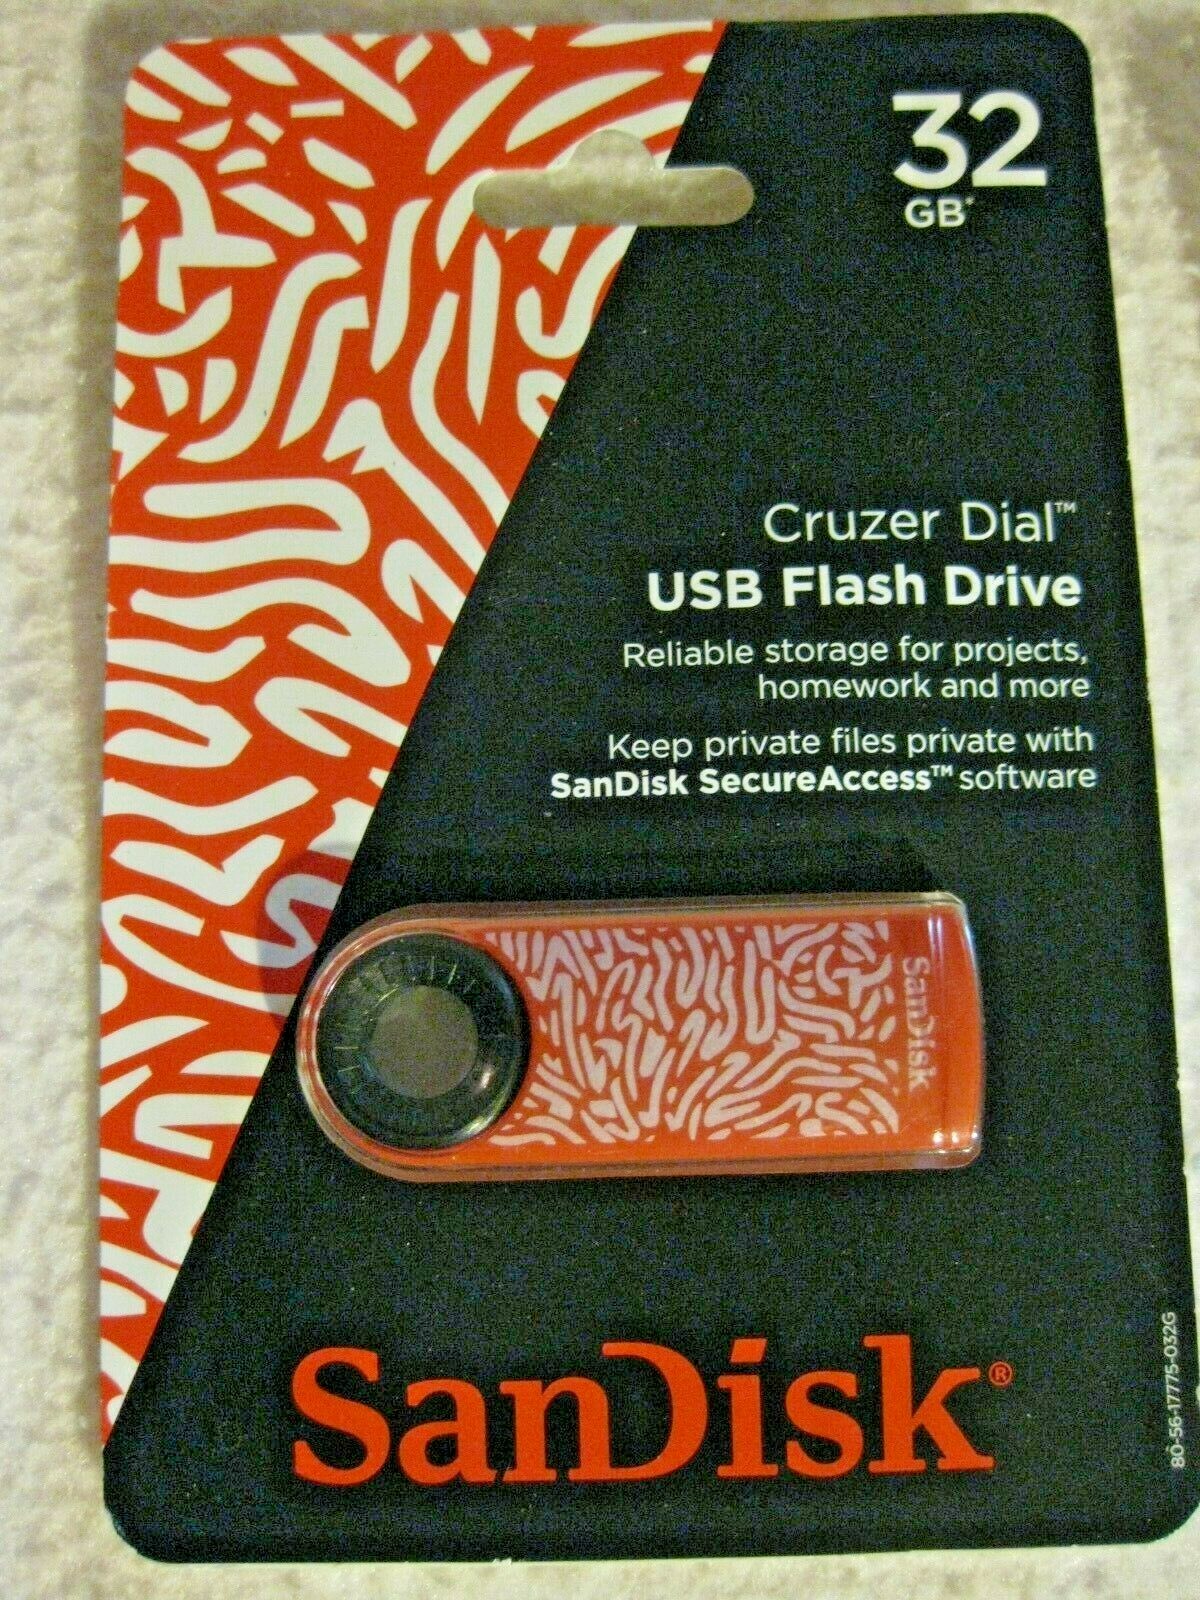 32
GB*
Cruzer Dial™
USB Flash Drive
Reliable storage for projects,
homework and more
Keep private files private with
SanDisk SecureAccess™ software
SanDisk
SanDisk®
80-56-17775-032G